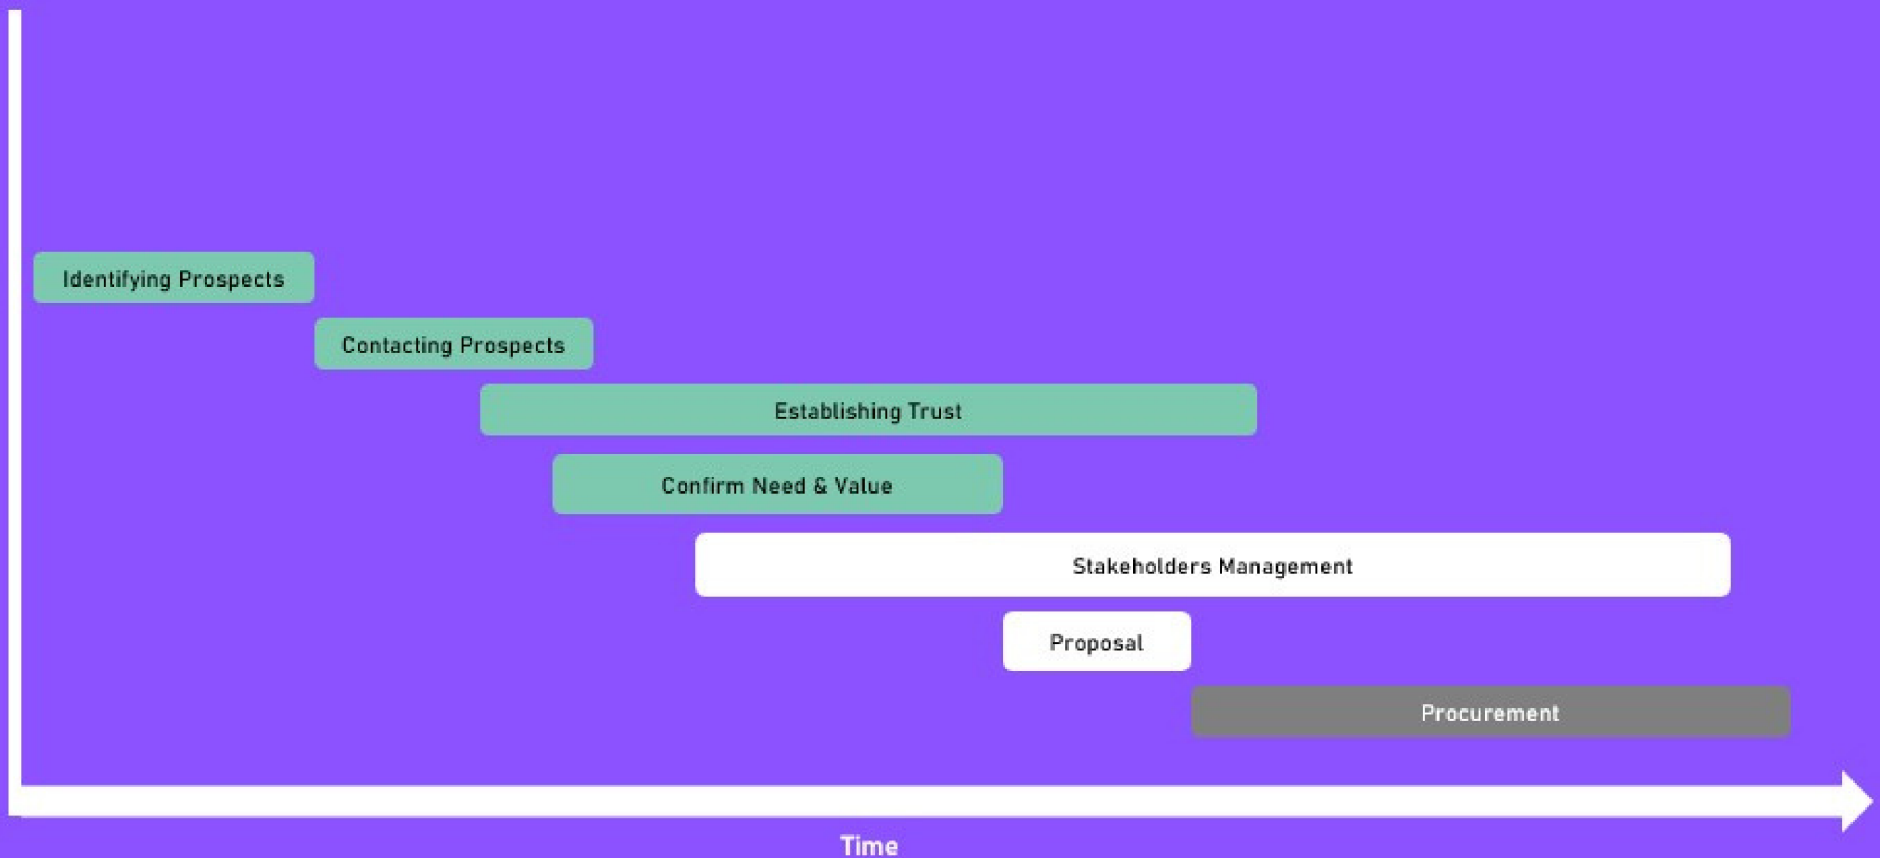 Identifying Prospects
Contacting Prospects
Establishing Trust
Confirm Need & Value
Stakeholders Management
Proposal
Procurement
Time